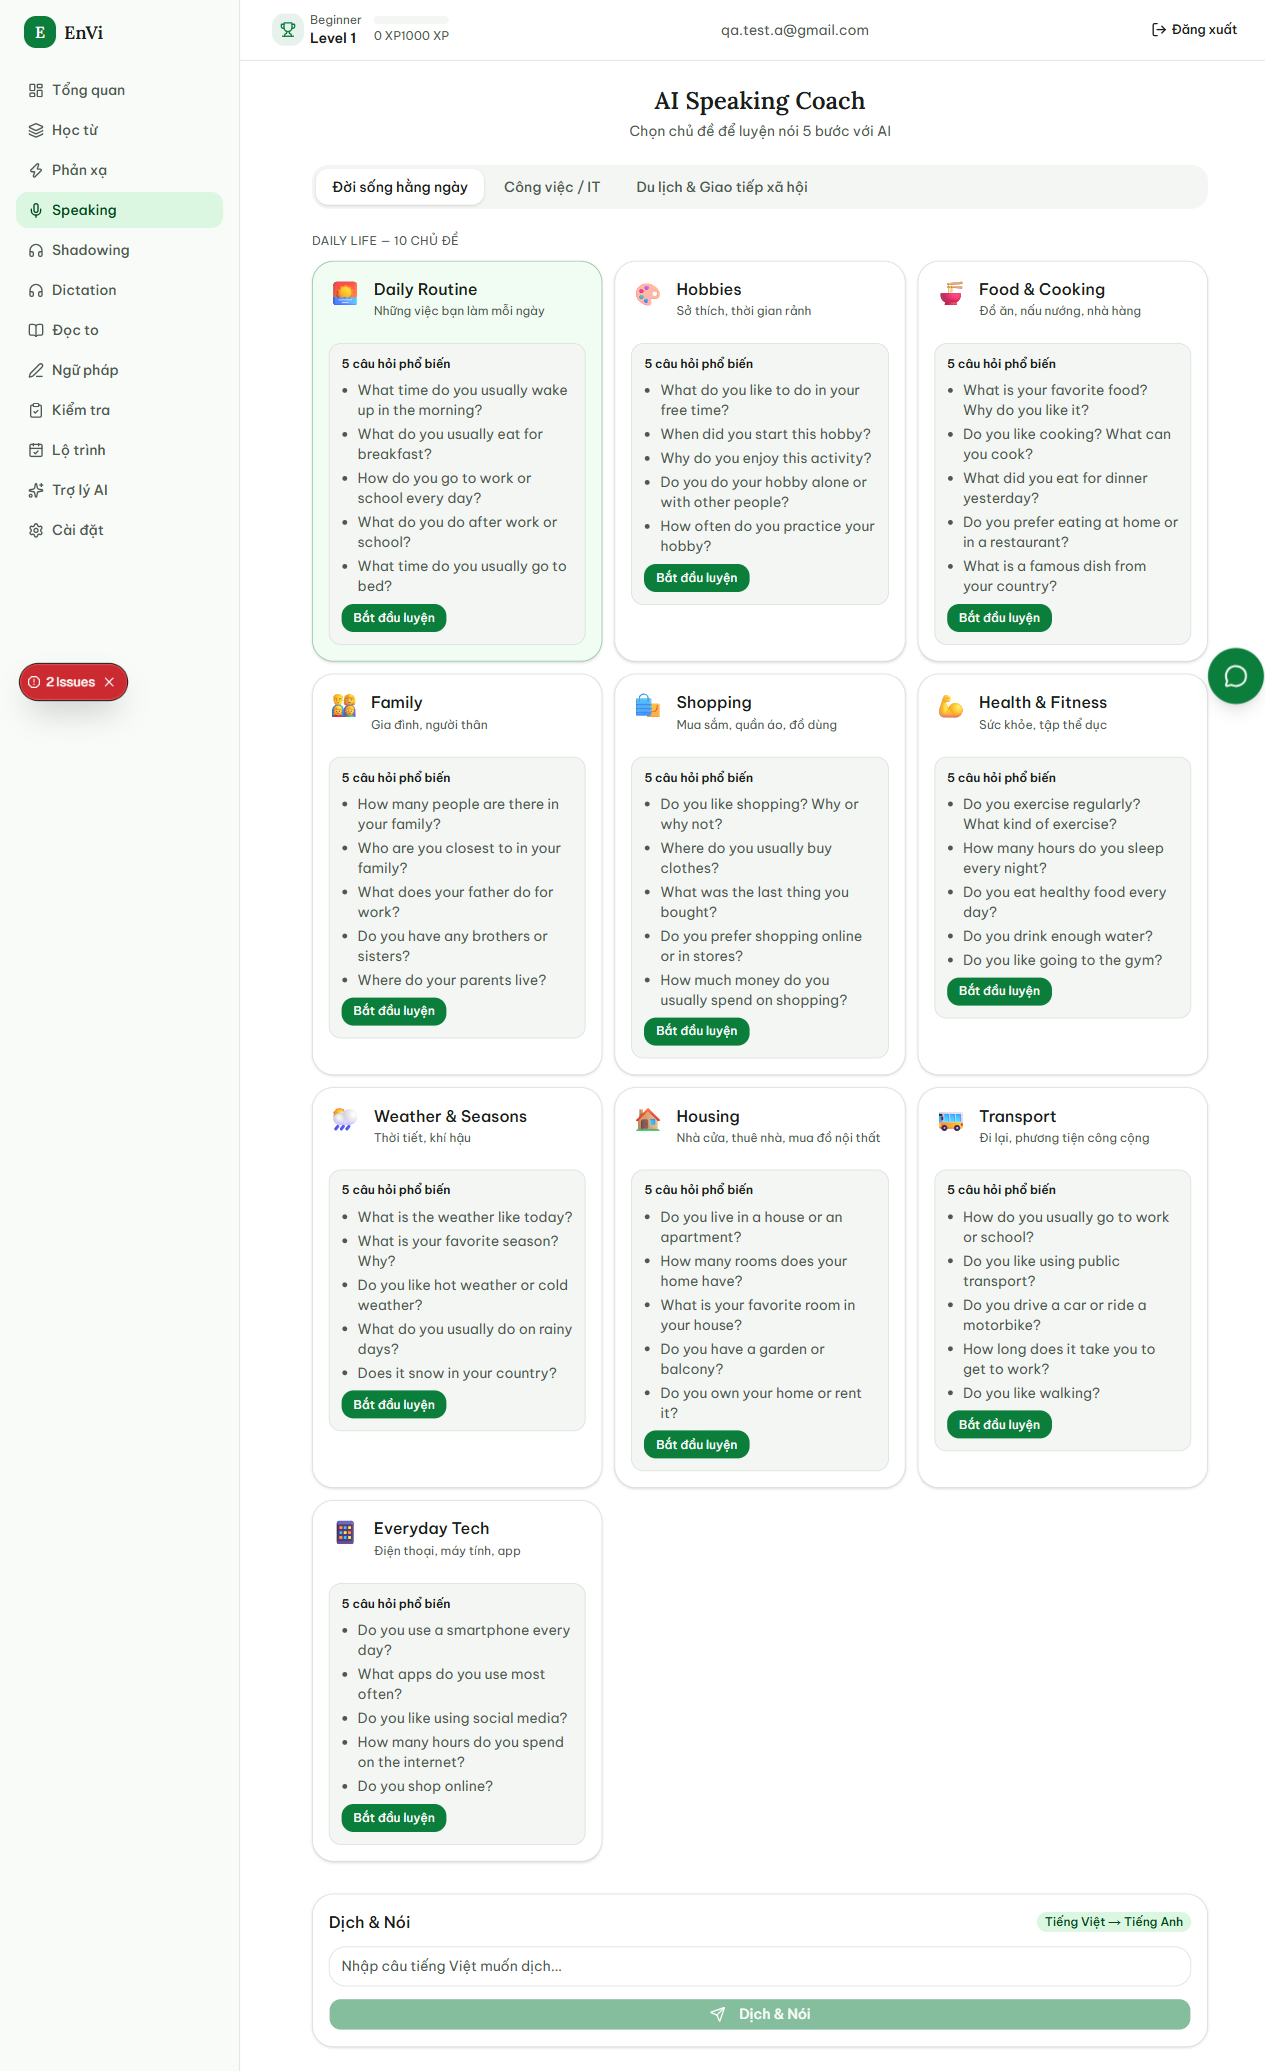 E EnVi
Tổng quan
Học từ
Phản xạ
Speaking
Shadowing
Dictation
Đọc to
Ngữ pháp
Kiểm tra
Lộ trình
Trợ lý AI
Cài đặt
2 Issues
Beginner
Level 1
0 XP1000 XP
qa.test.a@gmail.com
Đăng xuất
AI Speaking Coach
Chọn chủ đề để luyện nói 5 bước với AI
Đời sống hằng ngày
Công việc / IT
Du lịch & Giao tiếp xã hội
DAILY LIFE — 10 CHỦ ĐỀ
Daily Routine
Những việc bạn làm mỗi ngày
5 câu hỏi phổ biến
• What time do you usually wake
up in the morning?
• What do you usually eat for
breakfast?
• How do you go to work or
school every day?
• What do you do after work or
school?
• What time do you usually go to
bed?
Bắt đầu luyện
Hobbies
Sở thích, thời gian rảnh
5 câu hỏi phổ biến
• What do you like to do in your
free time?
• When did you start this hobby?
• Why do you enjoy this activity?
• Do you do your hobby alone or
with other people?
• How often do you practice your
hobby?
Bắt đầu luyện
Food & Cooking
Đồ ăn, nấu nướng, nhà hàng
5 câu hỏi phổ biến
• What is your favorite food?
Why do you like it?
• Do you like cooking? What can
you cook?
• What did you eat for dinner
yesterday?
• Do you prefer eating at home or
in a restaurant?
• What is a famous dish from
your country?
Bắt đầu luyện
Family
Gia đình, người thân
5 câu hỏi phổ biến
• How many people are there in
your family?
• Who are you closest to in your
family?
• What does your father do for
work?
• Do you have any brothers or
sisters?
• Where do your parents live?
Bắt đầu luyện
Shopping
Mua sắm, quần áo, đồ dùng
5 câu hỏi phổ biến
• Do you like shopping? Why or
why not?
• Where do you usually buy
clothes?
• What was the last thing you
bought?
• Do you prefer shopping online
or in stores?
• How much money do you
usually spend on shopping?
Bắt đầu luyện
Health & Fitness
Sức khỏe, tập thể dục
5 câu hỏi phổ biến
• Do you exercise regularly?
What kind of exercise?
• How many hours do you sleep
every night?
• Do you eat healthy food every
day?
• Do you drink enough water?
• Do you like going to the gym?
Bắt đầu luyện
Weather & Seasons
Thời tiết, khí hậu
5 câu hỏi phổ biến
• What is the weather like today?
• What is your favorite season?
Why?
• Do you like hot weather or cold
weather?
• What do you usually do on rainy
days?
• Does it snow in your country?
Bắt đầu luyện
Housing
Nhà cửa, thuê nhà, mua đồ nội thất
5 câu hỏi phổ biến
• Do you live in a house or an
apartment?
• How many rooms does your
home have?
• What is your favorite room in
your house?
• Do you have a garden or
balcony?
• Do you own your home or rent
it?
Bắt đầu luyện
Transport
Đi lại, phương tiện công cộng
5 câu hỏi phổ biến
• How do you usually go to work
or school?
• Do you like using public
transport?
• Do you drive a car or ride a
motorbike?
• How long does it take you to
get to work?
• Do you like walking?
Bắt đầu luyện
Everyday Tech
Điện thoại, máy tính, app
5 câu hỏi phổ biến
• Do you use a smartphone every
day?
• What apps do you use most
often?
• Do you like using social media?
• How many hours do you spend
on the internet?
• Do you shop online?
Bắt đầu luyện
Dịch & Nói
Tiếng Việt → Tiếng Anh
Nhập câu tiếng Việt muốn dịch...
Dịch & Nói